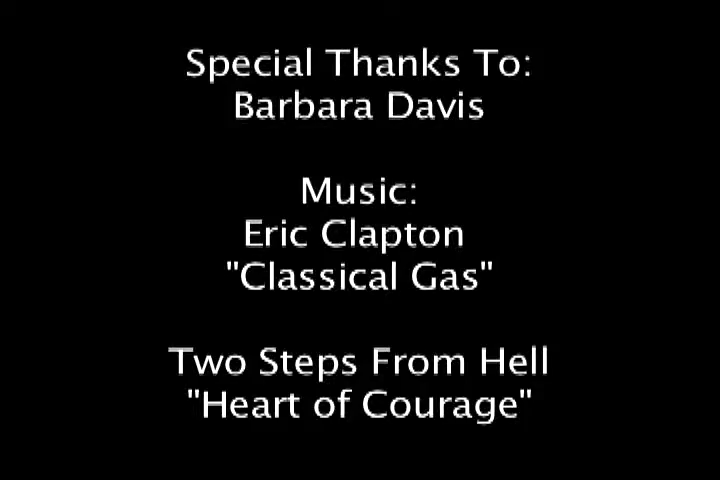 Special Thanks To:
Barbara Davis
Music:
Eric Clapton
"Classical Gas"
Two Steps From Hell
"Heart of Courage"